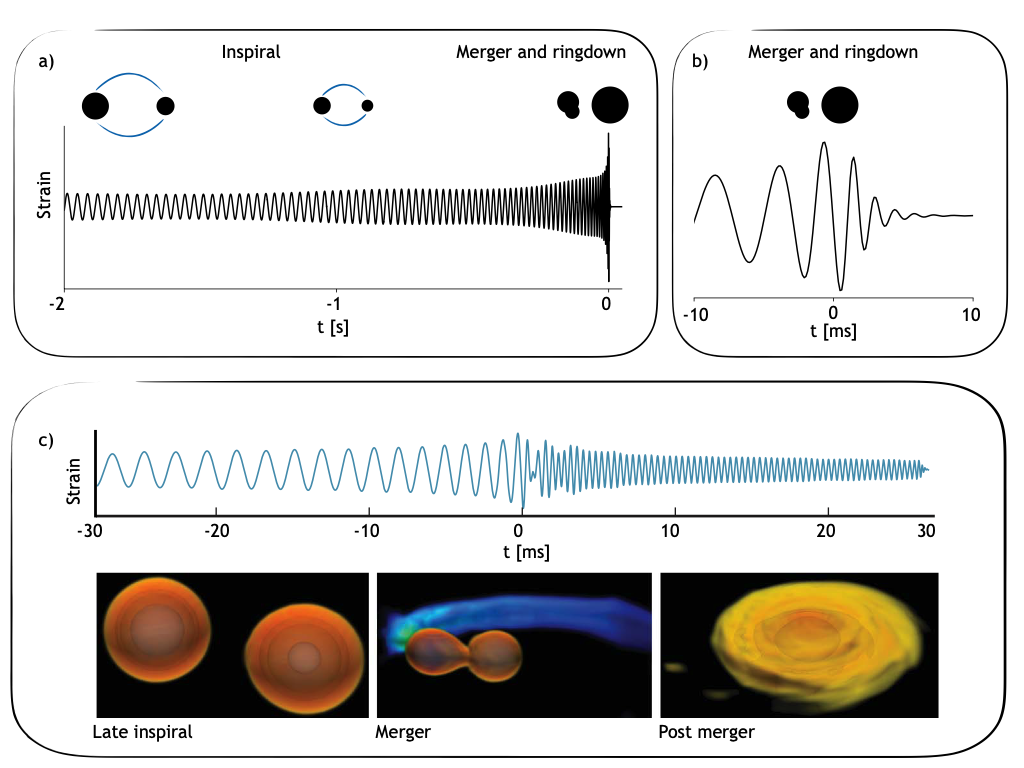 a)
Inspiral
Merger and ringdown
Strain
-2
-1
0
t [s]
b)
Merger and ringdown
-10
0
10
t [ms]
c)
Strain
-30
-20
-10
0
10
20
30
t [ms]
Late inspiral
Merger
Post merger